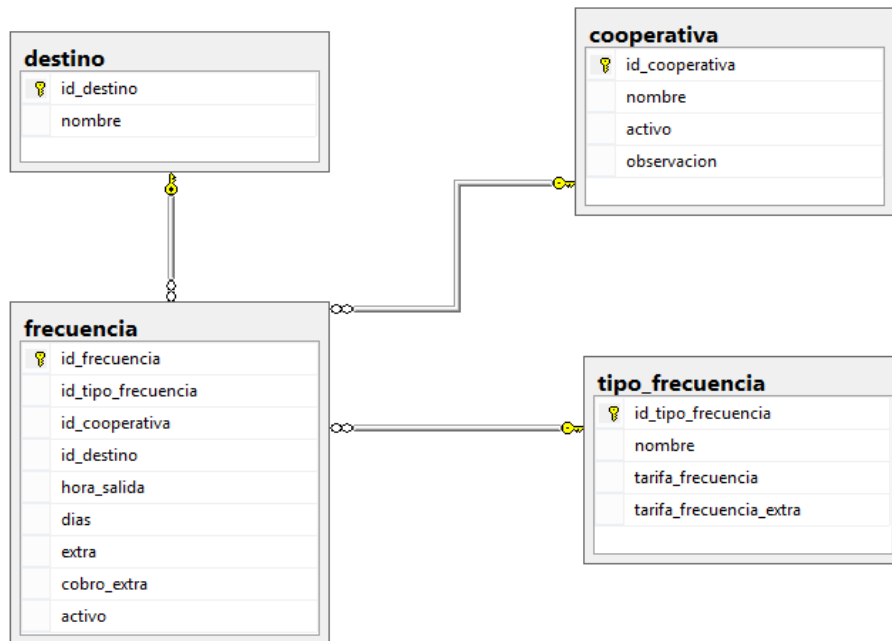 destino
id_destino
nombre
cooperativa
id_cooperativa
nombre
activo
observacion
frecuencia
id_frecuencia
id_tipo_frecuencia
id_cooperativa
id_destino
hora_salida
dias
extra
cobro_extra
activo
tipo_frecuencia
id_tipo_frecuencia
nombre
tarifa_frecuencia
tarifa_frecuencia_extra